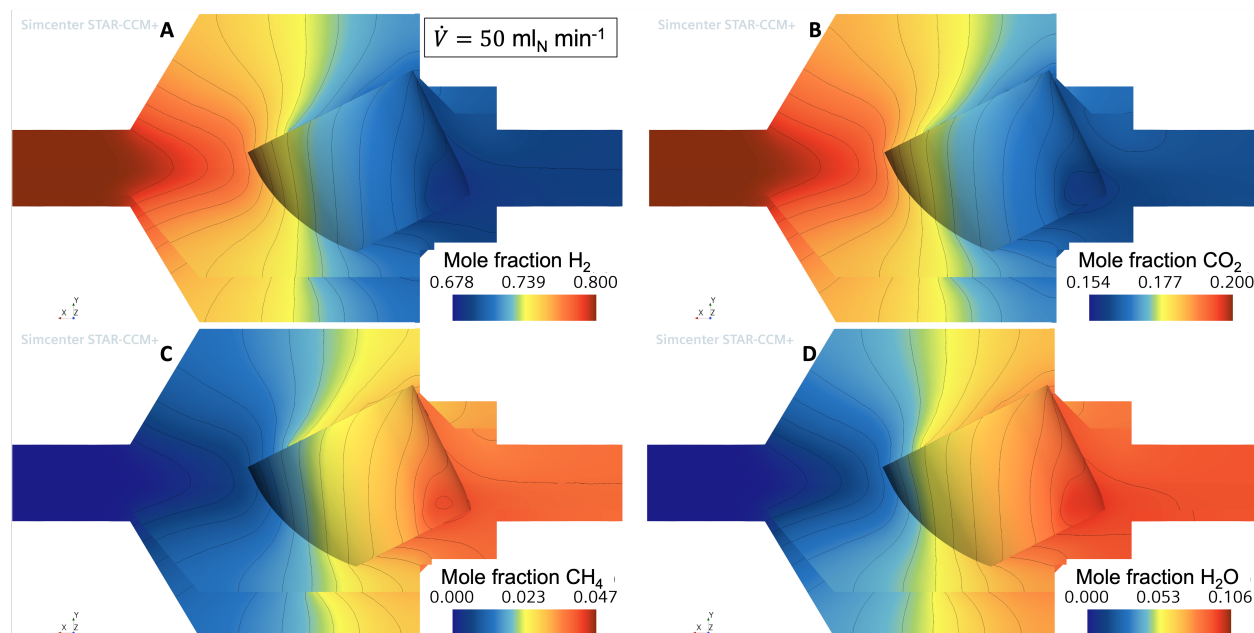 Simcenter STAR-CCM+
A
V̇ = 50 mlN min-1
Mole fraction H2
0.678 0.739 0.800
Y
X Z
Simcenter STAR-CCM+
B
Mole fraction CO2
0.154 0.177 0.200
Y
X Z
Simcenter STAR-CCM+
C
Mole fraction CH4
0.000 0.023 0.047
Y
X Z
Simcenter STAR-CCM+
D
Mole fraction H2O
0.000 0.053 0.106
Y
X Z